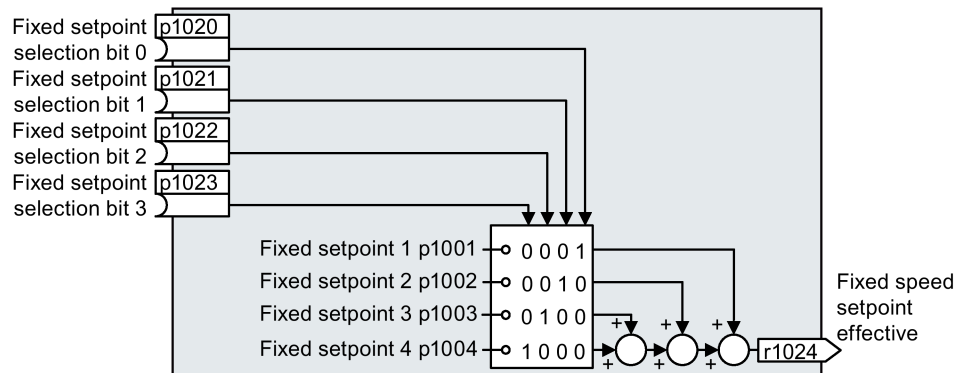 Fixed setpoint
selection bit 0
p1020
Fixed setpoint
selection bit 1
p1021
Fixed setpoint
selection bit 2
p1022
Fixed setpoint
selection bit 3
p1023
Fixed setpoint 1 p1001
0 0 0 1
Fixed setpoint 2 p1002
0 0 1 0
Fixed setpoint 3 p1003
0 1 0 0
Fixed setpoint 4 p1004
1 0 0 0
+
+
+
+
+
+
r1024
Fixed speed
setpoint
effective